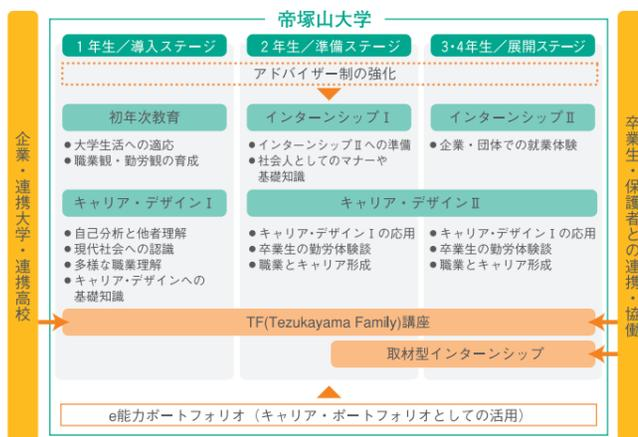 帝塚山大学
1年生／導入ステージ
2年生／準備ステージ
3・4年生／展開ステージ
アドバイザー制の強化
初年次教育
インターンシップⅠ
インターンシップⅡ
●大学生活への適応
●職業観・勤労観の育成
●インターンシップⅡへの準備
●社会人としてのマナーや
基礎知識
●企業・団体での就業体験
キャリア・デザインⅠ
キャリア・デザインⅡ
●自己分析と他者理解
●現代社会への認識
●多様な職業理解
●キャリア・デザインへの
基礎知識
●キャリア・デザインⅠの応用
●卒業生の勤労体験談
●職業とキャリア形成
●キャリア・デザインⅠの応用
●卒業生の勤労体験談
●職業とキャリア形成
TF(Tezukayama Family)講座
取材型インターンシップ
e能力ポートフォリオ（キャリア・ポートフォリオとしての活用）
企業・連携大学・連携高校
卒業生・保護者との連携・協働